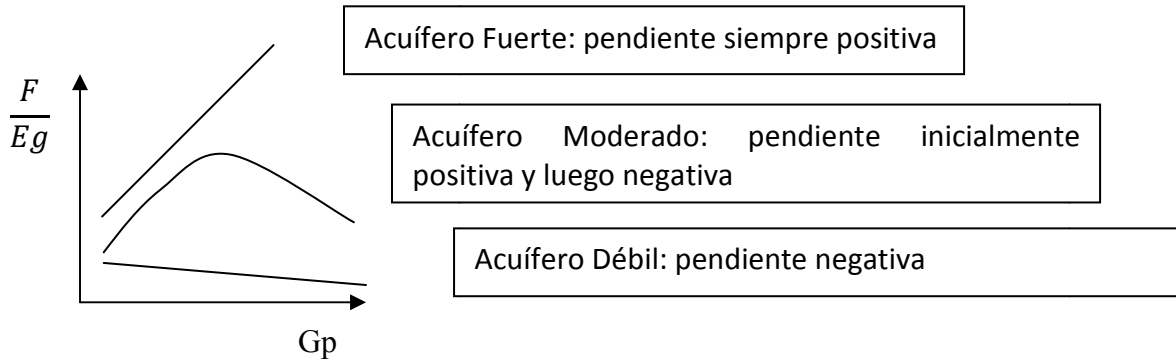 Acuífero Fuerte: pendiente siempre positiva
F
Eg
Acuífero Moderado: pendiente inicialmente
positiva y luego negativa
Acuífero Débil: pendiente negativa
Gp